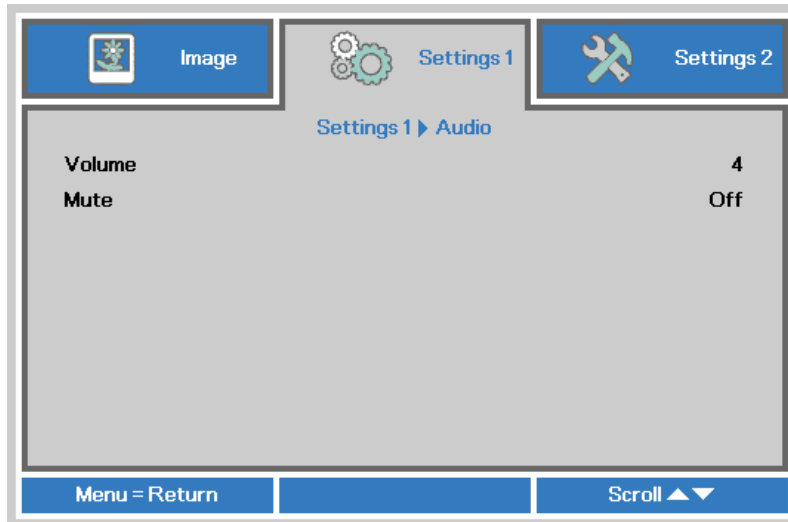 Image
Settings 1
Settings 2
Settings 1 ▶ Audio
Volume 4
Mute Off
Menu = Return
Scroll ▲▼